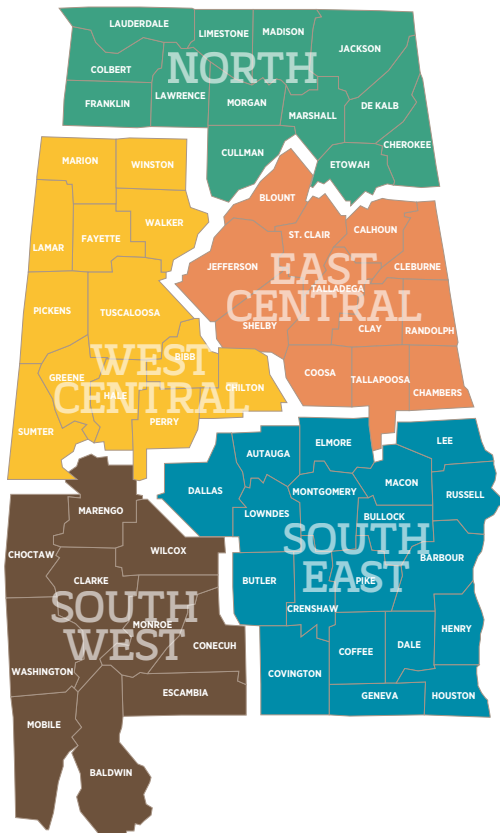 LAUDERDALE
LIMESTONE
MADISON
JACKSON
COLBERT
NORTH
FRANKLIN
LAWRENCE
MORGAN
MARSHALL
DE KALB
CHEROKEE
CULLMAN
ETOWAH
MARION
WINSTON
WALKER
LAMAR
FAYETTE
PICKENS
TUSCALOOSA
WEST
CENTRAL
BIBB
GREENE
HALE
CHILTON
PERRY
SUMTER
BLOUNT
ST. CLAIR
CALHOUN
JEFFERSON
EAST
CENTRAL
CLEBURNE
TALLADEGA
SHELBY
CLAY
RANDOLPH
COOSA
TALLAPOOSA
CHAMBERS
ELMORE
LEE
AUTAUGA
MACON
DALLAS
MONTGOMERY
RUSSELL
LOWNDES
BULLOCK
SOUTH
EAST
BARBOUR
BUTLER
PIKE
CRENSHAW
HENRY
COFFEE
DALE
COVINGTON
GENEVA
HOUSTON
MARENGO
CHOCTAW
WILCOX
CLARKE
SOUTH
WEST
MONROE
CONECUH
WASHINGTON
ESCAMBIA
MOBILE
BALDWIN